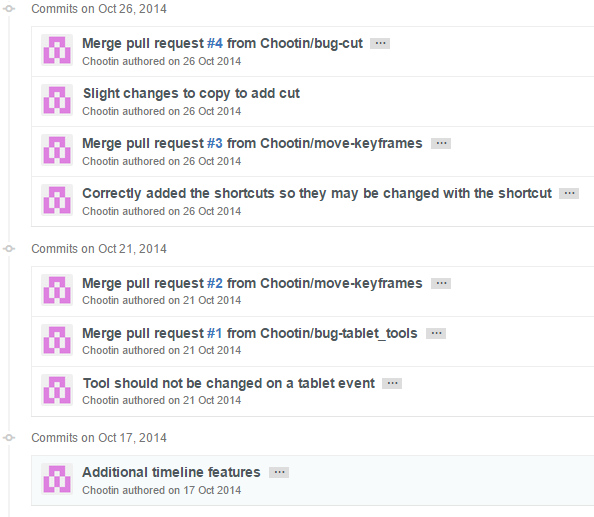 Commits on Oct 26, 2014
Merge pull request #4 from Chootin/bug-cut ...
Chootin authored on 26 Oct 2014
Slight changes to copy to add cut
Chootin authored on 26 Oct 2014
Merge pull request #3 from Chootin/move-keyframes ...
Chootin authored on 26 Oct 2014
Correctly added the shortcuts so they may be changed with the shortcut ...
Chootin authored on 26 Oct 2014
Commits on Oct 21, 2014
Merge pull request #2 from Chootin/move-keyframes ...
Chootin authored on 21 Oct 2014
Merge pull request #1 from Chootin/bug-tablet_tools ...
Chootin authored on 21 Oct 2014
Tool should not be changed on a tablet event ...
Chootin authored on 21 Oct 2014
Commits on Oct 17, 2014
Additional timeline features ...
Chootin authored on 17 Oct 2014